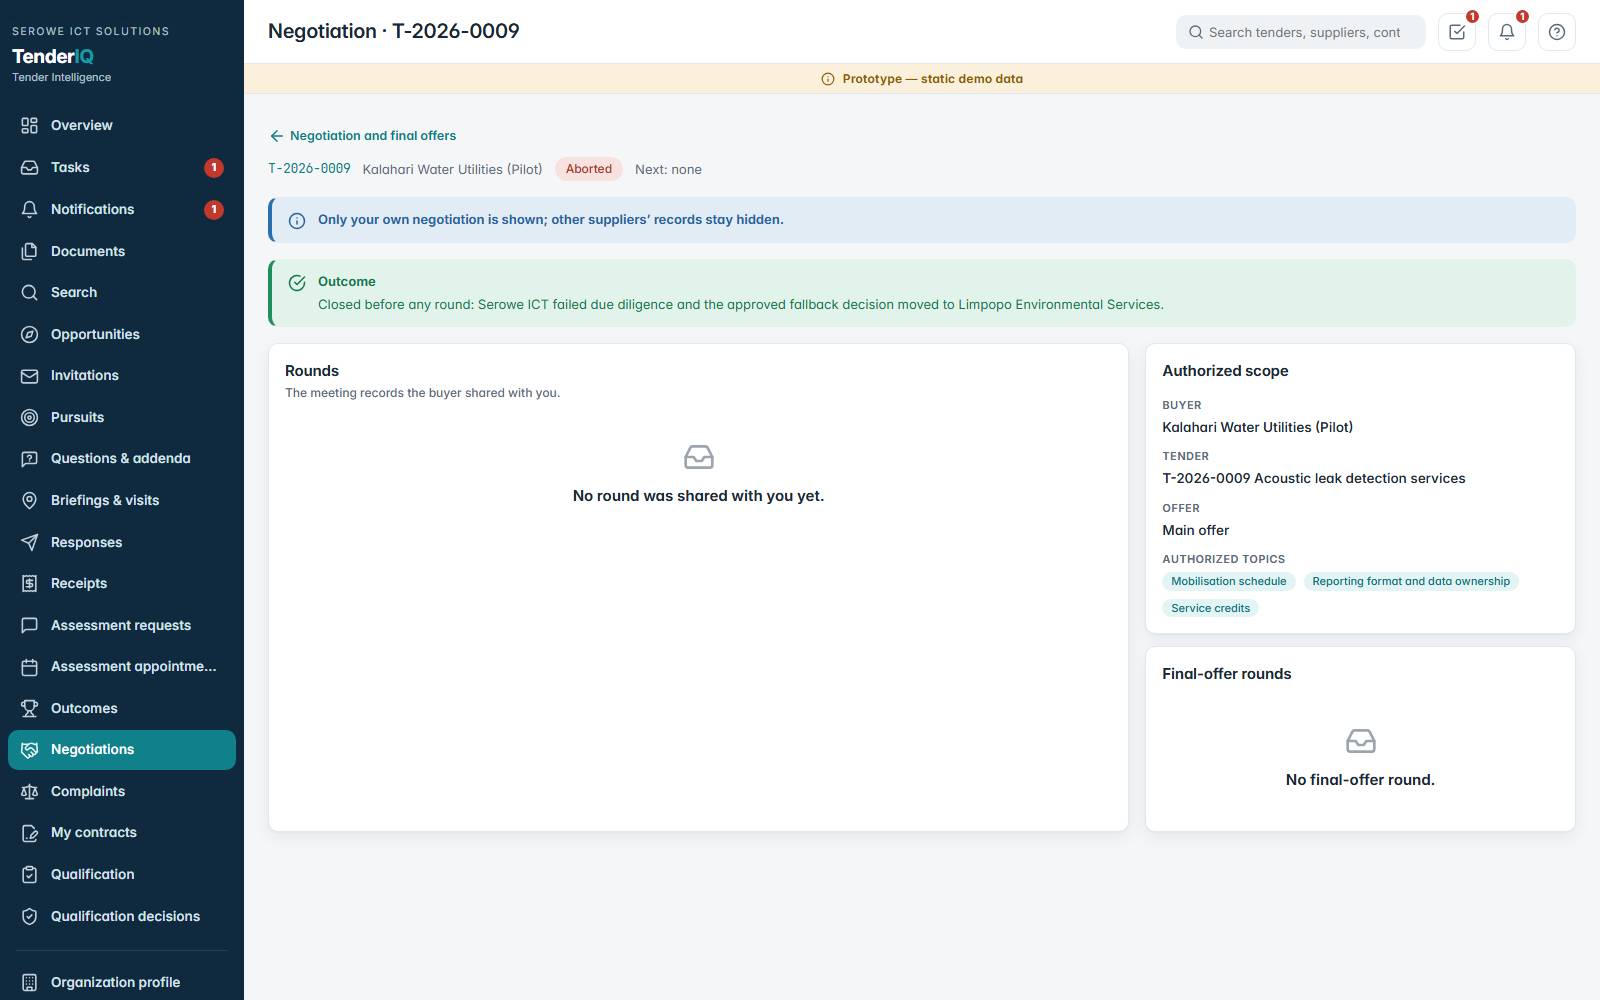 SEROWE ICT SOLUTIONS
TenderIQ
Tender Intelligence
Overview
Tasks 1
Notifications 1
Documents
Search
Opportunities
Invitations
Pursuits
Questions & addenda
Briefings & visits
Responses
Receipts
Assessment requests
Assessment appointme...
Outcomes
Negotiations
Complaints
My contracts
Qualification
Qualification decisions
Organization profile
Negotiation · T-2026-0009
Search tenders, suppliers, cont
1
1
Prototype — static demo data
Negotiation and final offers
T-2026-0009 Kalahari Water Utilities (Pilot) Aborted Next: none
Only your own negotiation is shown; other suppliers’ records stay hidden.
Outcome
Closed before any round: Serowe ICT failed due diligence and the approved fallback decision moved to Limpopo Environmental Services.
Rounds
The meeting records the buyer shared with you.
No round was shared with you yet.
Authorized scope
BUYER
Kalahari Water Utilities (Pilot)
TENDER
T-2026-0009 Acoustic leak detection services
OFFER
Main offer
AUTHORIZED TOPICS
Mobilisation schedule Reporting format and data ownership
Service credits
Final-offer rounds
No final-offer round.